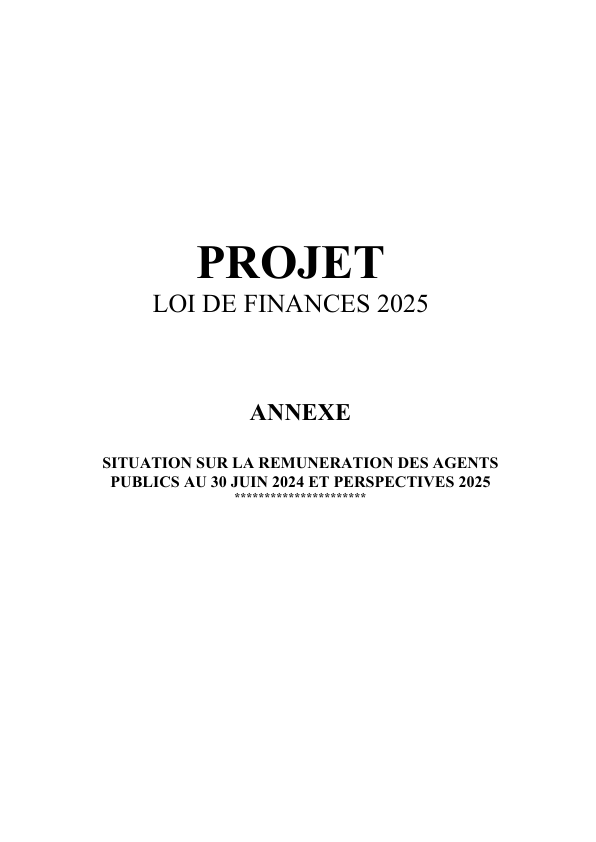 PROJET
LOI DE FINANCES 2025
ANNEXE
SITUATION SUR LA REMUNERATION DES AGENTS
PUBLICS AU 30 JUIN 2024 ET PERSPECTIVES 2025
**********************